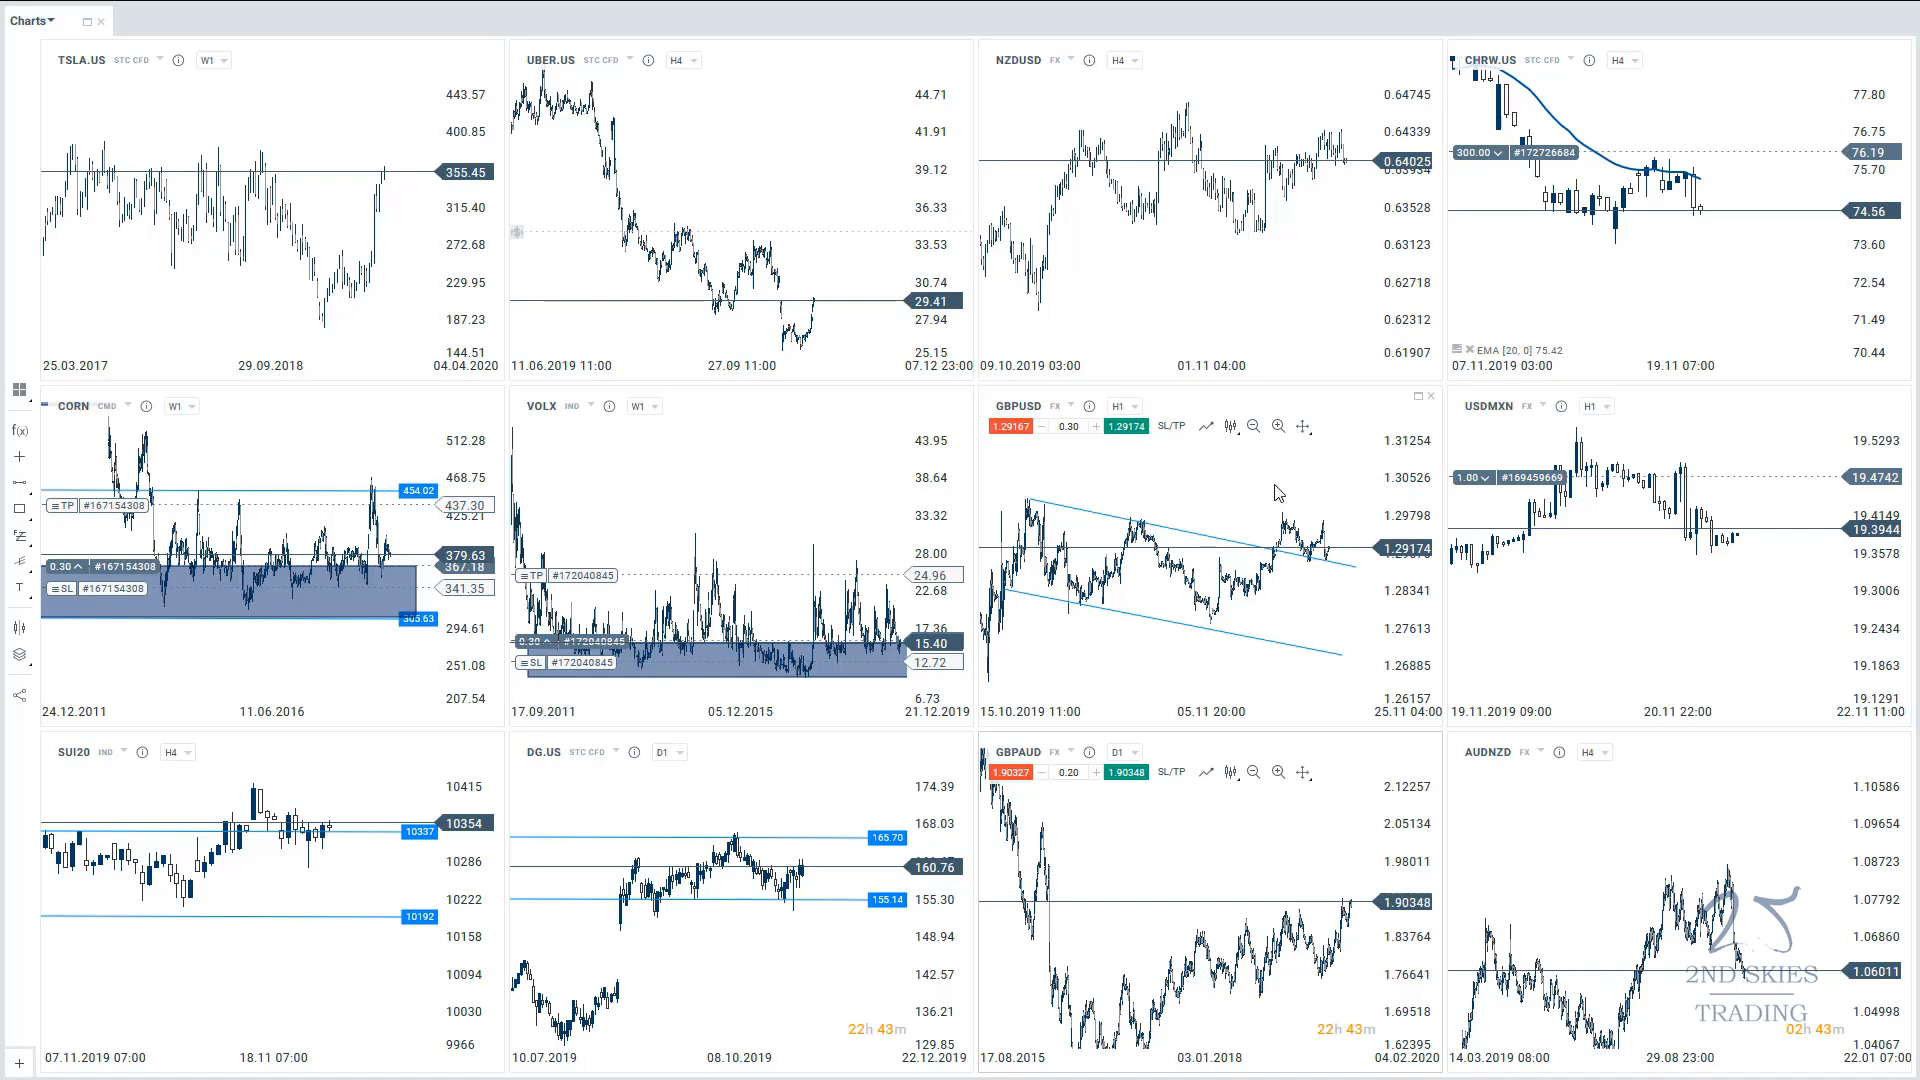 Charts
TSLA.US STC CFD W1
443.57
400.85
355.45
315.40
272.68
229.95
187.23
144.51
25.03.2017 29.09.2018 04.04.2020
UBER.US STC CFD H4
44.71
41.91
39.12
36.33
33.53
30.74
29.41
27.94
25.15
11.06.2019 11:00 27.09 11:00 07.12 23:00
NZDUSD FX H4
0.64745
0.64339
0.64025
0.63934
0.63528
0.63123
0.62718
0.62312
0.61907
09.10.2019 03:00 01.11 04:00
CHRW.US STC CFD H4
77.80
76.75
300.00 #172726684 76.19
75.70
74.56
73.60
72.54
71.49
EMA [20, 0] 75.42
70.44
07.11.2019 03:00 19.11 07:00
CORN CMD W1
512.28
468.75
454.02
TP #167154308 437.30
425.21
379.63
0.30 #167154308 367.18
SL #167154308 341.35
305.63
294.61
251.08
207.54
24.12.2011 11.06.2016
VOLX IND W1
43.95
38.64
33.32
28.00
TP #172040845 24.96
22.68
17.36
0.30 #172040845 15.40
SL #172040845 12.72
6.73
17.09.2011 05.12.2015 21.12.2019
GBPUSD FX H1
1.29167 0.30 1.29174 SL/TP
1.31254
1.30526
1.29798
1.29174
1.28341
1.27613
1.26885
1.26157
15.10.2019 11:00 05.11 20:00 25.11 04:00
USDMXN FX H1
19.5293
1.00 #169459669 19.4742
19.4149
19.3944
19.3578
19.3006
19.2434
19.1863
19.1291
19.11.2019 09:00 20.11 22:00 22.11 11:00
SUI20 IND H4
10415
10354
10337
10286
10222
10192
10158
10094
10030
9966
07.11.2019 07:00 18.11 07:00
DG.US STC CFD D1
174.39
168.03
165.70
160.76
155.14 155.30
148.94
142.57
136.21
22h 43m
129.85
10.07.2019 08.10.2019 22.12.2019
GBPAUD FX D1
1.90327 0.20 1.90348 SL/TP
2.12257
2.05134
1.98011
1.90348
1.83764
1.76641
1.69518
22h 43m
1.62395
17.08.2015 03.01.2018 04.02.2020
AUDNZD FX H4
1.10586
1.09654
1.08723
1.07792
1.06860
1.06011
1.04998
1.04067
2ND SKIES
TRADING
02h 43m
14.03.2019 08:00 29.08 23:00 22.01 07:00